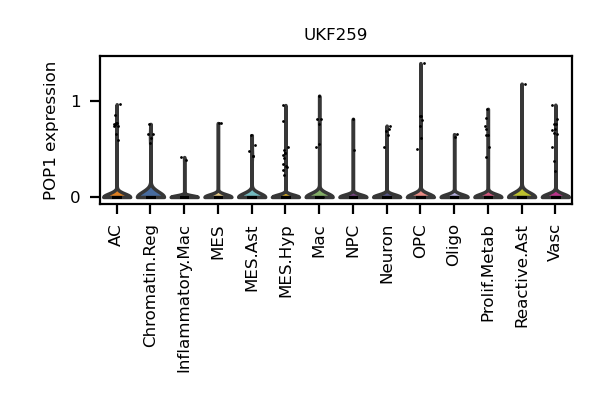 UKF259
POP1 expression
1
0
AC
Chromatin.Reg
Inflammatory.Mac
MES
MES.Ast
MES.Hyp
Mac
NPC
Neuron
OPC
Oligo
Prolif.Metab
Reactive.Ast
Vasc